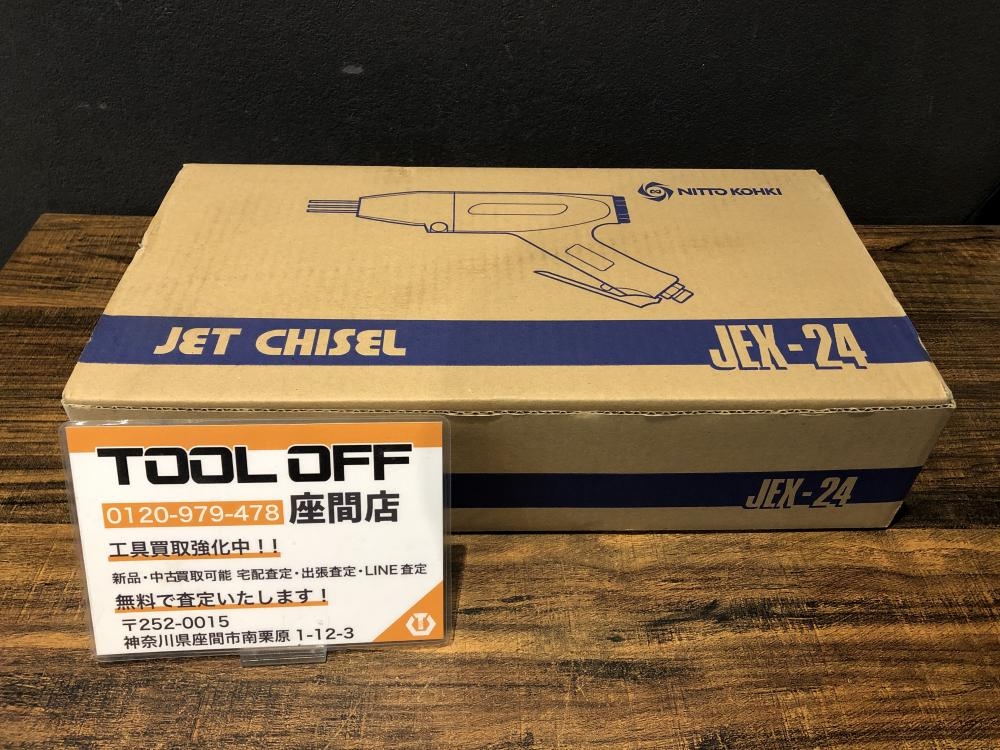 NITTO KOHKI
JET CHISEL
JEX-24
JEX-24
TOOL OFF
0120-979-478 座間店
工具買取強化中!!
新品・中古買取可能 宅配査定・出張査定・LINE査定
無料で査定いたします!
〒252-0015
神奈川県座間市南栗原1-12-3